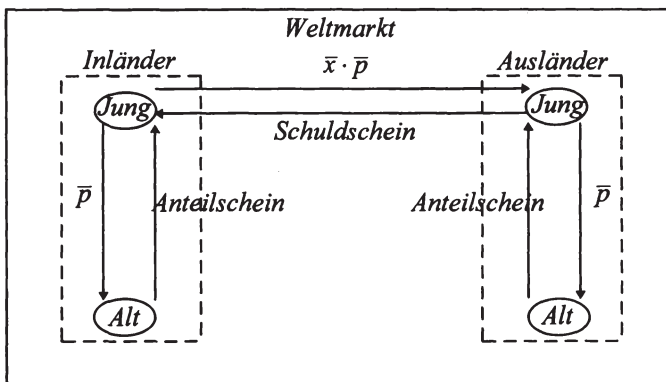 Weltmarkt
Inländer
Ausländer
x̄ · p̄
Jung
Jung
Schuldschein
p̄
Anteilschein
Anteilschein
p̄
Alt
Alt